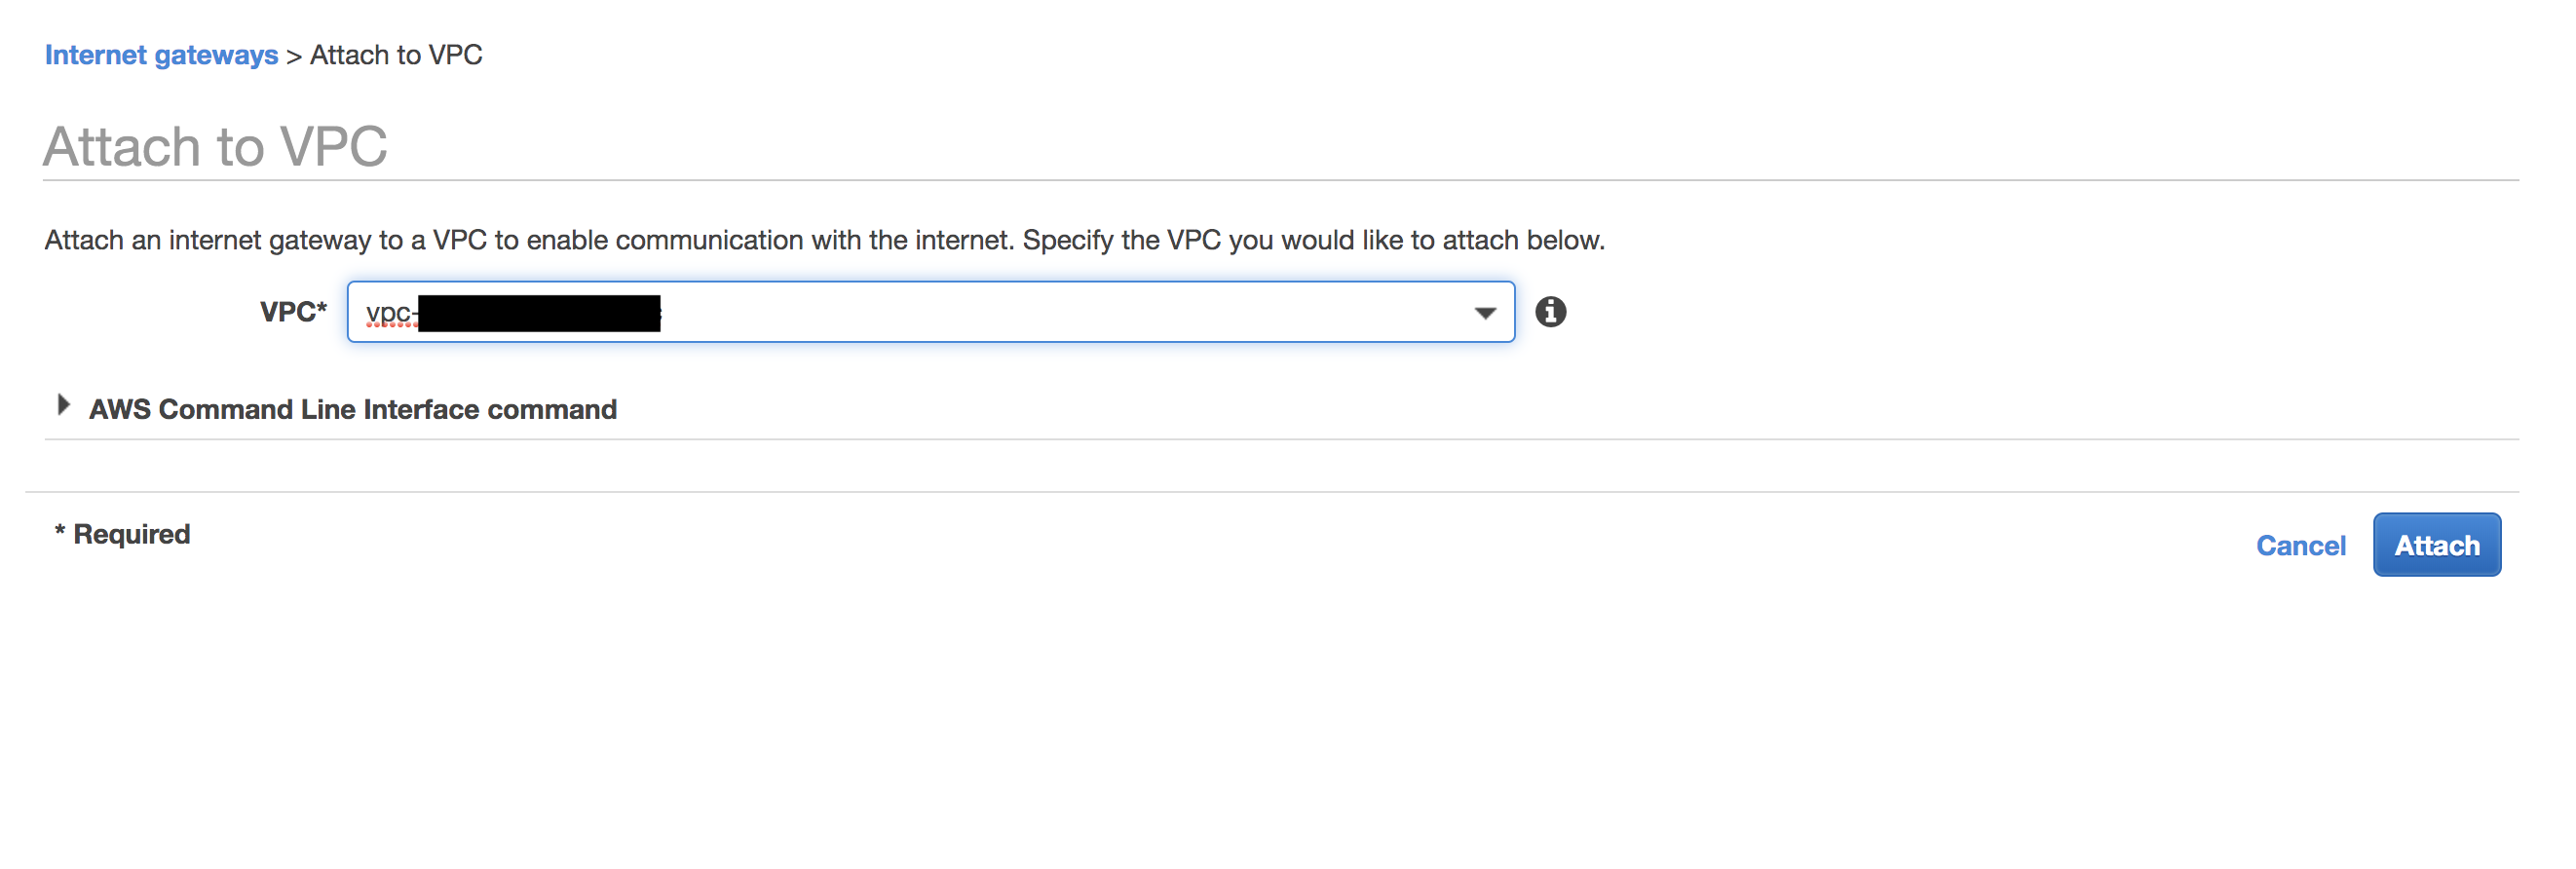 Internet gateways > Attach to VPC
Attach to VPC
Attach an internet gateway to a VPC to enable communication with the internet. Specify the VPC you would like to attach below.
VPC* vpc-
AWS Command Line Interface command
* Required
Cancel Attach